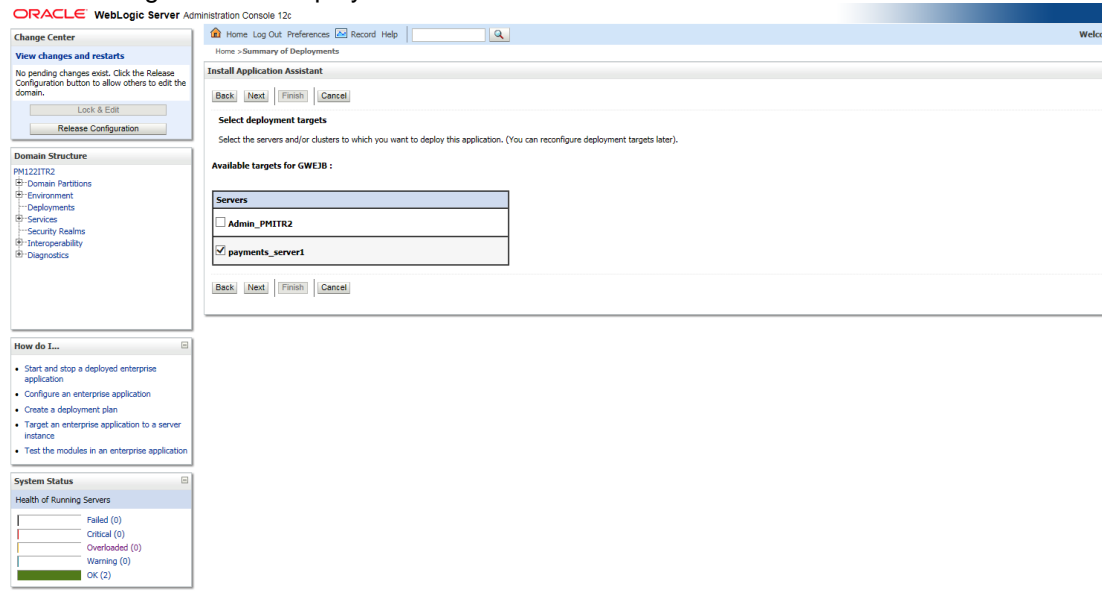 ORACLE WebLogic Server Administration Console 12c
Change Center
View changes and restarts
No pending changes exist. Click the Release
Configuration button to allow others to edit the
domain.
Lock & Edit
Release Configuration
Domain Structure
PM122ITR2
Domain Partitions
Environment
Deployments
Services
Security Realms
Interoperability
Diagnostics
How do I...
Start and stop a deployed enterprise
application
Configure an enterprise application
Create a deployment plan
Target an enterprise application to a server
instance
Test the modules in an enterprise application
System Status
Health of Running Servers
Failed (0)
Critical (0)
Overloaded (0)
Warning (0)
OK (2)
Home Log Out Preferences Record Help
Welc
Home >Summary of Deployments
Install Application Assistant
Back Next Finish Cancel
Select deployment targets
Select the servers and/or clusters to which you want to deploy this application. (You can reconfigure deployment targets later).
Available targets for GWEJB :
Servers
Admin_PMITR2
payments_server1
Back Next Finish Cancel